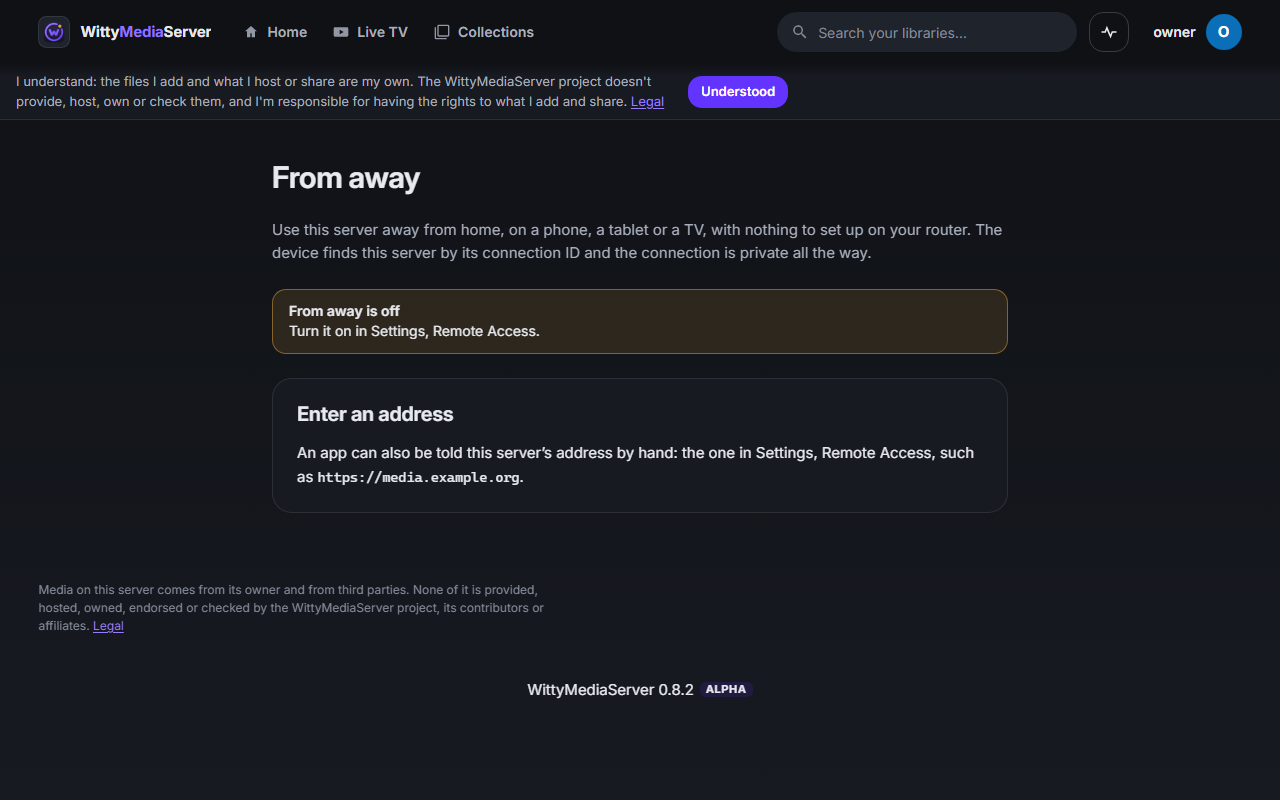 WittyMediaServer
Home
Live TV
Collections
Search your libraries...
owner
O
I understand: the files I add and what I host or share are my own. The WittyMediaServer project doesn't
provide, host, own or check them, and I'm responsible for having the rights to what I add and share. Legal
Understood
From away
Use this server away from home, on a phone, a tablet or a TV, with nothing to set up on your router. The
device finds this server by its connection ID and the connection is private all the way.
From away is off
Turn it on in Settings, Remote Access.
Enter an address
An app can also be told this server’s address by hand: the one in Settings, Remote Access, such
as https://media.example.org.
Media on this server comes from its owner and from third parties. None of it is provided,
hosted, owned, endorsed or checked by the WittyMediaServer project, its contributors or
affiliates. Legal
WittyMediaServer 0.8.2 ALPHA